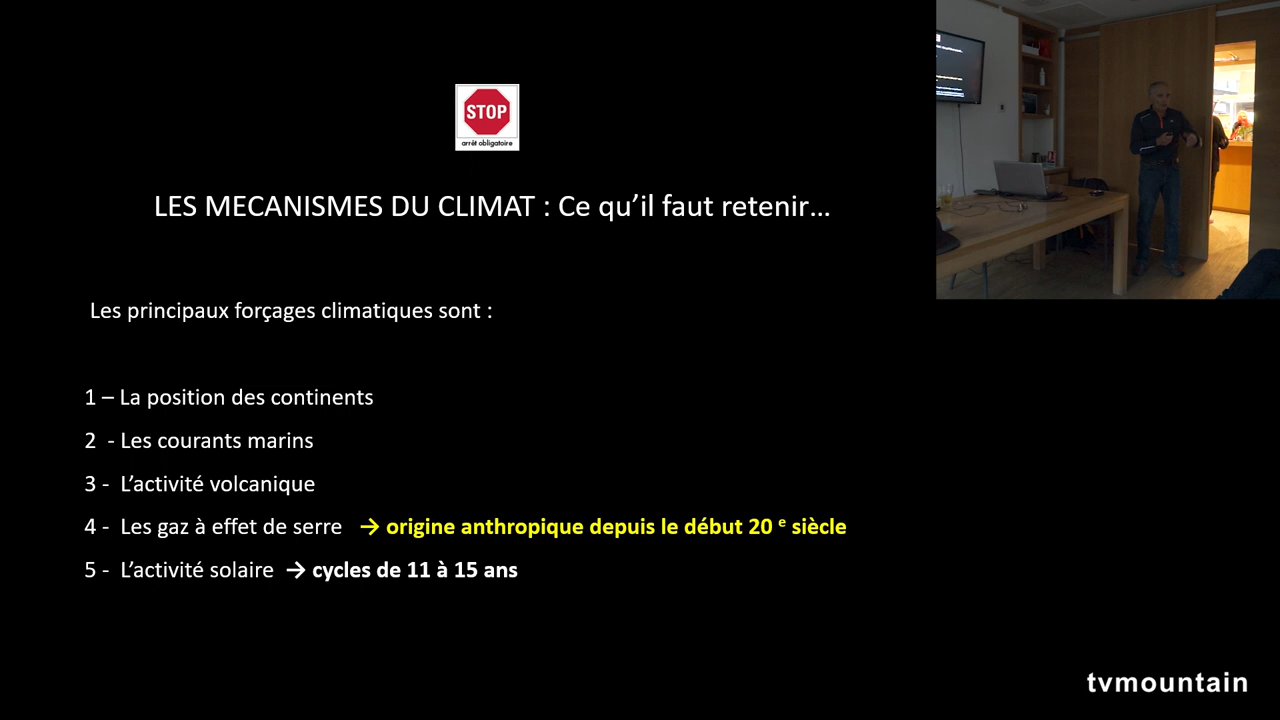 STOP
arrêt obligatoire
LES MECANISMES DU CLIMAT : Ce qu’il faut retenir…
Les principaux forçages climatiques sont :
1 – La position des continents
2 - Les courants marins
3 - L’activité volcanique
4 - Les gaz à effet de serre → origine anthropique depuis le début 20 e siècle
5 - L’activité solaire → cycles de 11 à 15 ans
tvmountain